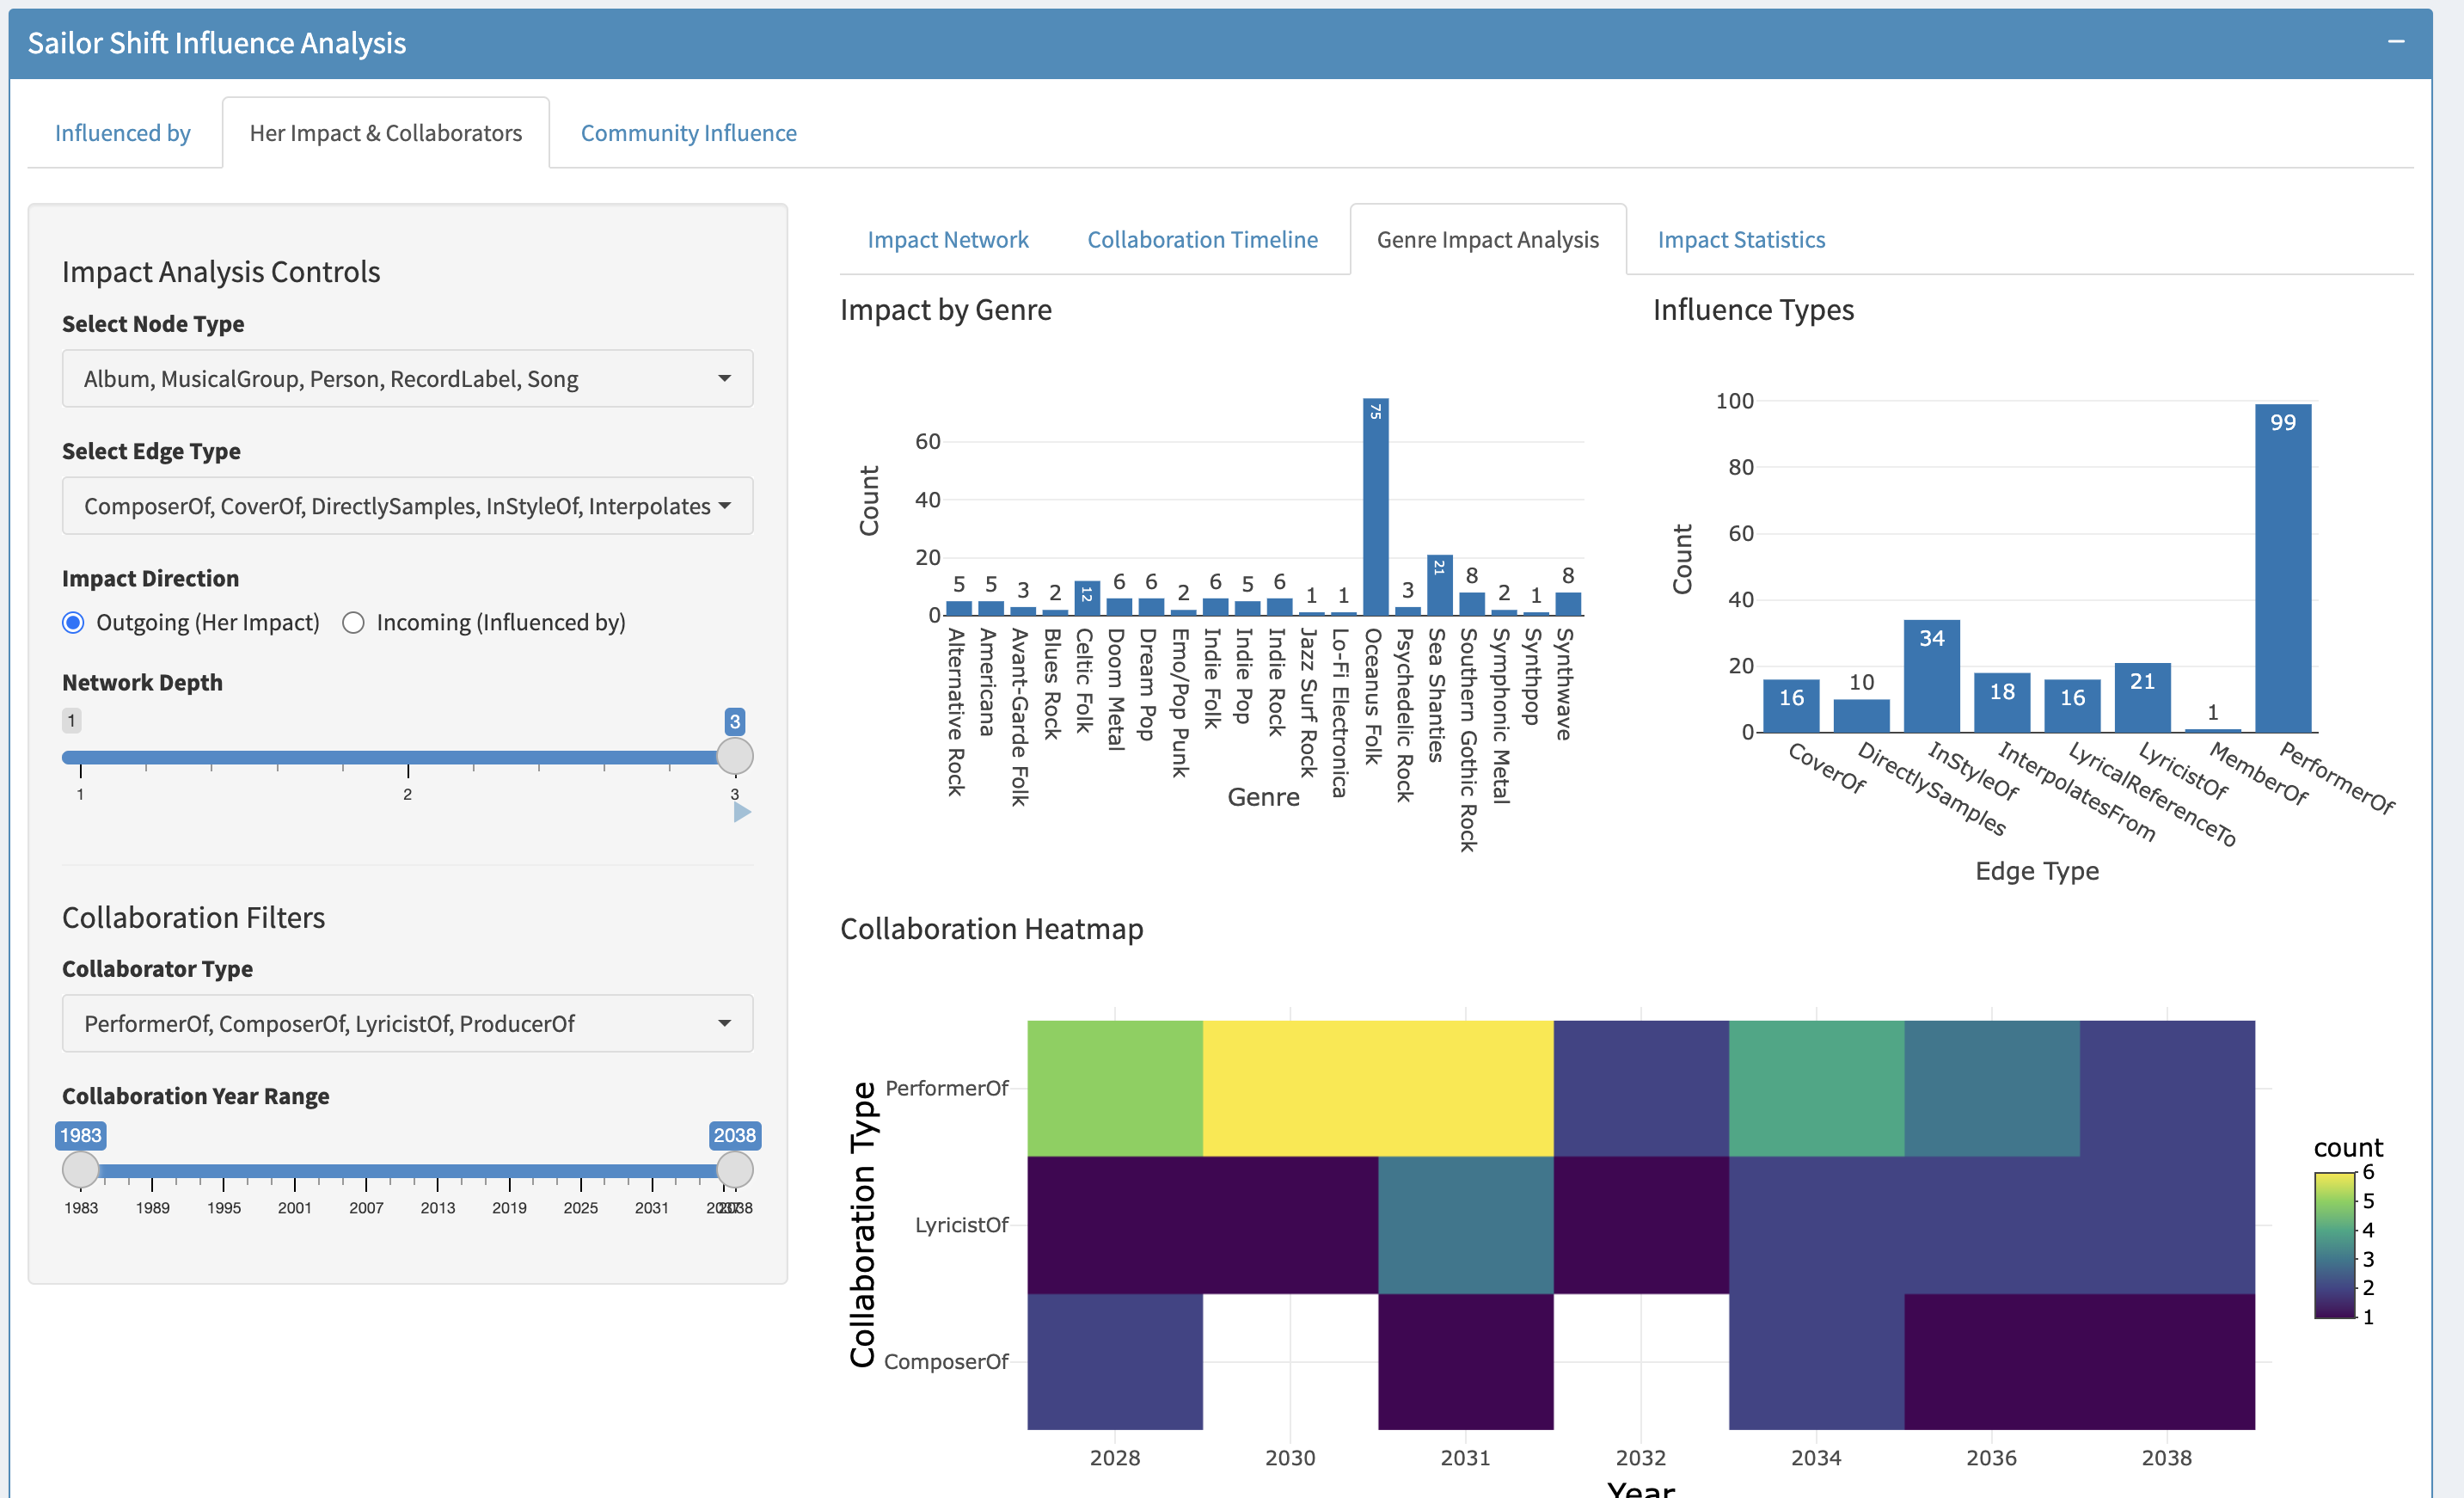 Sailor Shift Influence Analysis
Influenced by
Her Impact & Collaborators
Community Influence
Impact Analysis Controls
Select Node Type
Album, MusicalGroup, Person, RecordLabel, Song
Select Edge Type
ComposerOf, CoverOf, DirectlySamples, InStyleOf, Interpolates
Impact Direction
Outgoing (Her Impact)
Incoming (Influenced by)
Network Depth
1
3
1
2
3
Collaboration Filters
Collaborator Type
PerformerOf, ComposerOf, LyricistOf, ProducerOf
Collaboration Year Range
1983
2038
1983
1989
1995
2001
2007
2013
2019
2025
2031
2037
2038
Impact Network
Collaboration Timeline
Genre Impact Analysis
Impact Statistics
Impact by Genre
Count
60
40
20
0
5
5
3
2
12
6
6
2
6
5
6
1
1
75
3
21
8
2
1
8
Alternative Rock
Americana
Avant-Garde Folk
Blues Rock
Celtic Folk
Doom Metal
Dream Pop
Emo/Pop Punk
Indie Folk
Indie Pop
Indie Rock
Jazz Surf Rock
Lo-Fi Electronica
Oceanus Folk
Psychedelic Rock
Sea Shanties
Southern Gothic Rock
Symphonic Metal
Synthpop
Synthwave
Genre
Influence Types
Count
100
80
60
40
20
0
16
10
34
18
16
21
1
99
CoverOf
DirectlySamples
InStyleOf
InterpolatesFrom
LyricalReferenceTo
LyricistOf
MemberOf
PerformerOf
Edge Type
Collaboration Heatmap
Collaboration Type
PerformerOf
LyricistOf
ComposerOf
2028
2030
2031
2032
2034
2036
2038
Year
count
6
5
4
3
2
1